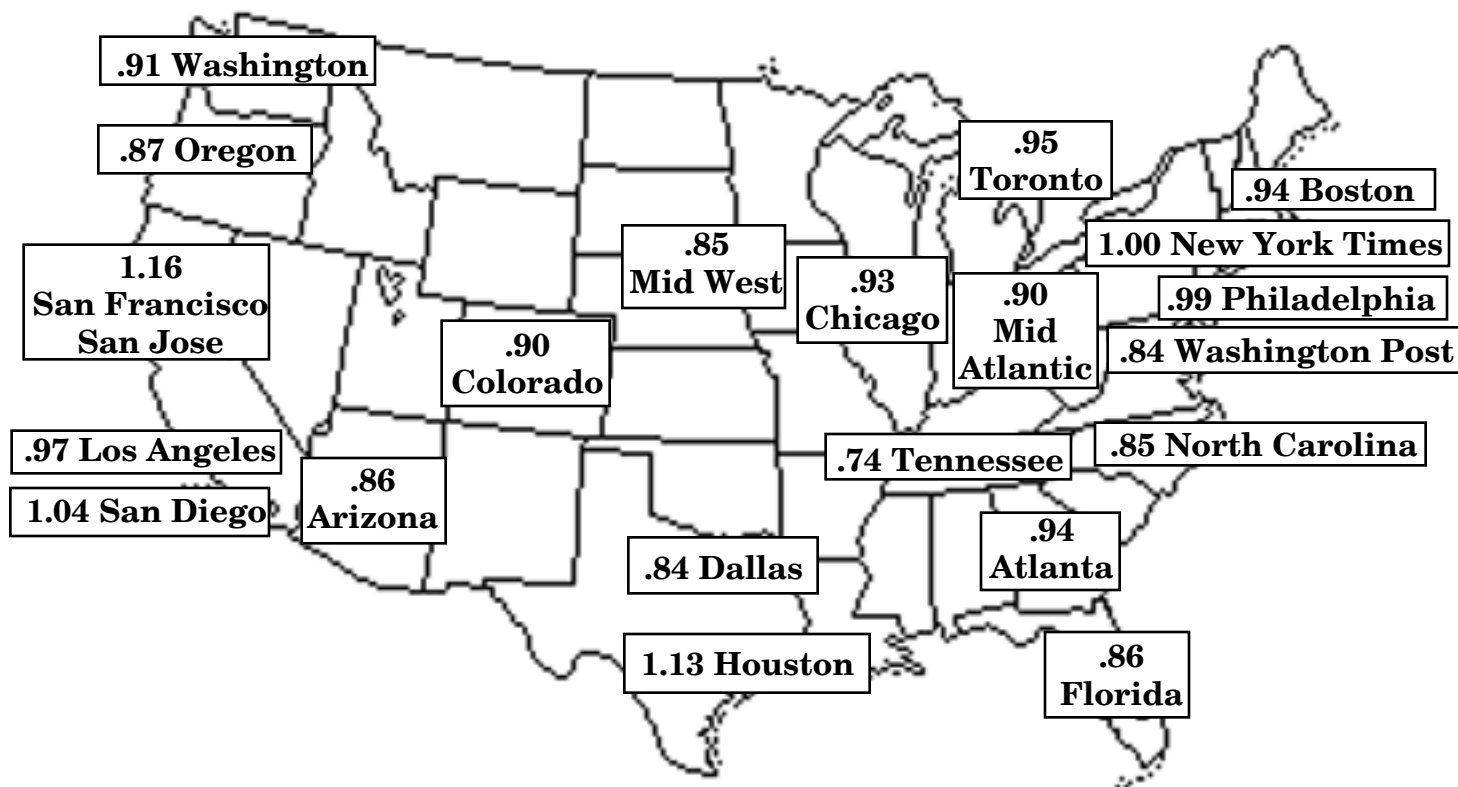 .91 Washington
.87 Oregon
.95
Toronto
.94 Boston
1.00 New York Times
1.16
San Francisco
San Jose
.85
Mid West
.93
Chicago
.90
Mid
Atlantic
.99 Philadelphia
.84 Washington Post
.90
Colorado
.97 Los Angeles
.86
Arizona
.74 Tennessee
.85 North Carolina
1.04 San Diego
.84 Dallas
.94
Atlanta
1.13 Houston
.86
Florida